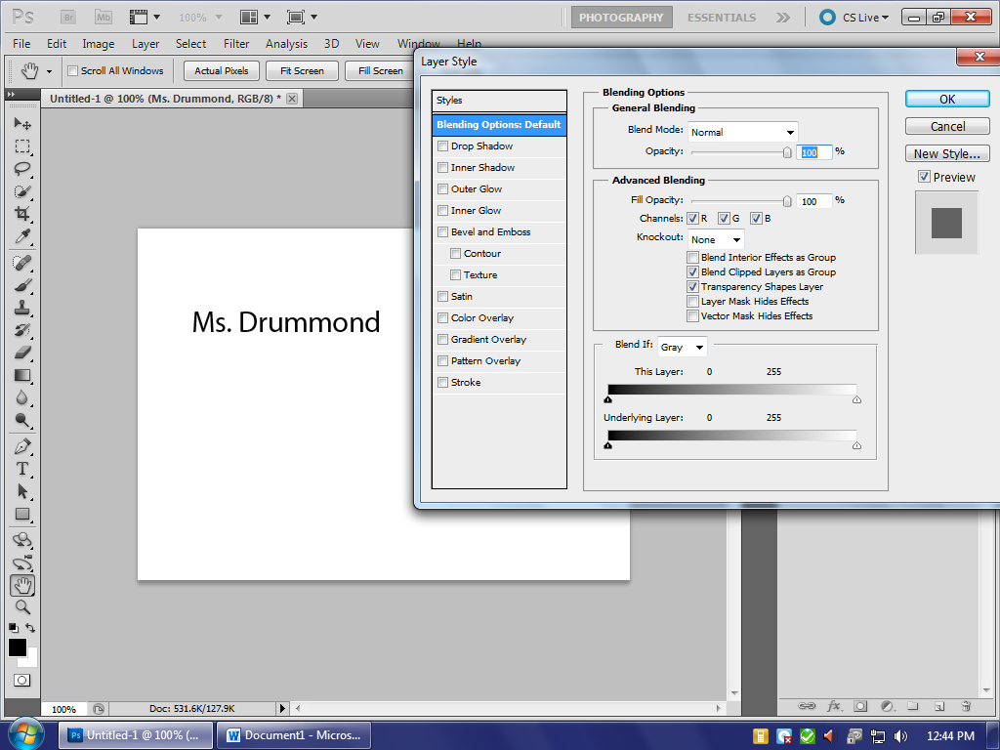 Ps Br Mb 100% PHOTOGRAPHY ESSENTIALS CS Live
File Edit Image Layer Select Filter Analysis 3D View Window Help
Scroll All Windows Actual Pixels Fit Screen Fill Screen
Untitled-1 @ 100% (Ms. Drummond, RGB/8) *
Ms. Drummond
Layer Style
Styles
Blending Options: Default
Drop Shadow
Inner Shadow
Outer Glow
Inner Glow
Bevel and Emboss
Contour
Texture
Satin
Color Overlay
Gradient Overlay
Pattern Overlay
Stroke
Blending Options
General Blending
Blend Mode: Normal
Opacity: 100 %
Advanced Blending
Fill Opacity: 100 %
Channels: R G B
Knockout: None
Blend Interior Effects as Group
Blend Clipped Layers as Group
Transparency Shapes Layer
Layer Mask Hides Effects
Vector Mask Hides Effects
Blend If: Gray
This Layer: 0 255
Underlying Layer: 0 255
OK
Cancel
New Style...
Preview
T
100% Doc: 531.6K/127.9K
fx.
Ps Untitled-1 @ 100% (... W Document1 - Micros... 12:44 PM